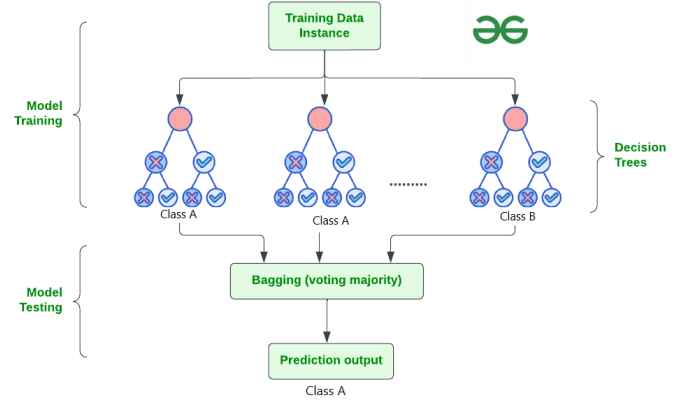 Training Data
Instance
Model
Training
Decision
Trees
.........
Class A
Class A
Class B
Bagging (voting majority)
Model
Testing
Prediction output
Class A